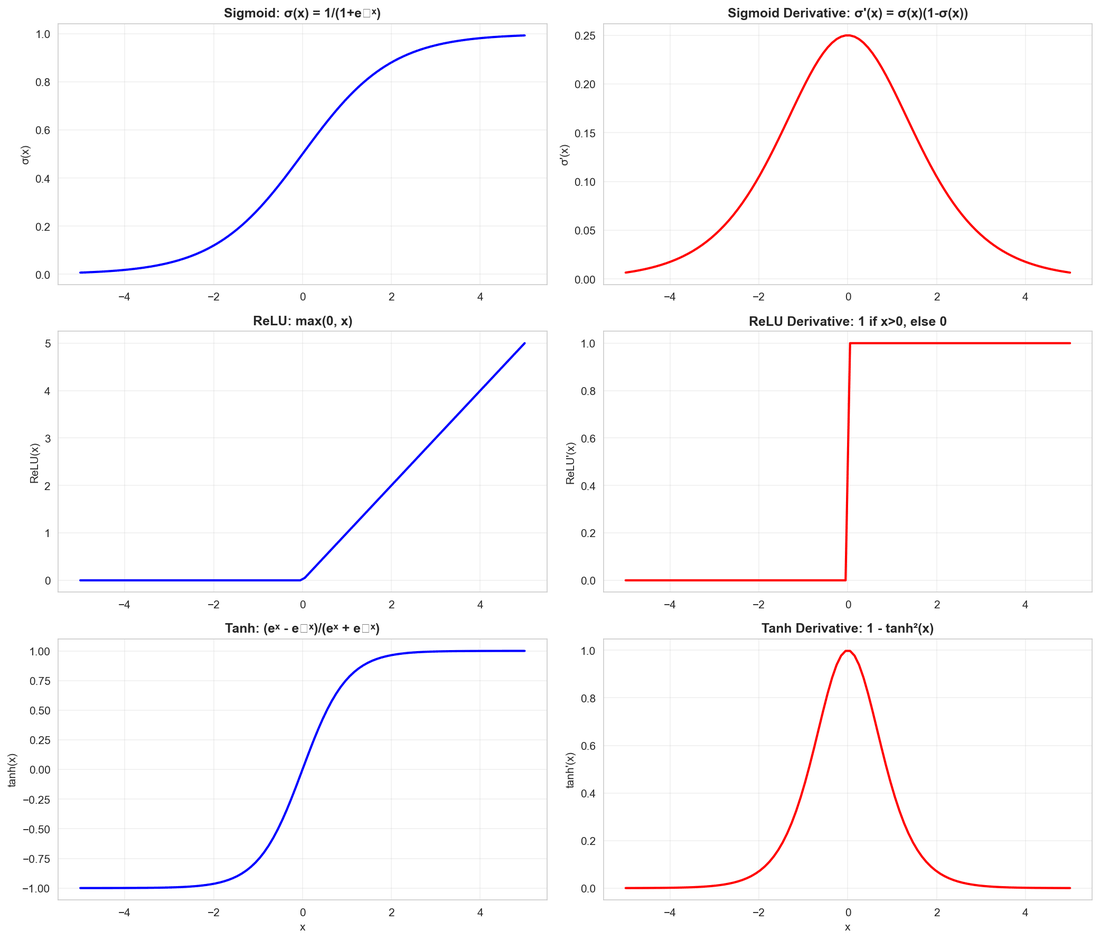 Sigmoid: σ(x) = 1/(1+e□ˣ)
σ(x)
1.0
0.8
0.6
0.4
0.2
0.0
−4 −2 0 2 4
Sigmoid Derivative: σ'(x) = σ(x)(1-σ(x))
σ'(x)
0.25
0.20
0.15
0.10
0.05
0.00
−4 −2 0 2 4
ReLU: max(0, x)
ReLU(x)
5
4
3
2
1
0
−4 −2 0 2 4
ReLU Derivative: 1 if x>0, else 0
ReLU'(x)
1.0
0.8
0.6
0.4
0.2
0.0
−4 −2 0 2 4
Tanh: (eˣ - e□ˣ)/(eˣ + e□ˣ)
tanh(x)
1.00
0.75
0.50
0.25
0.00
−0.25
−0.50
−0.75
−1.00
−4 −2 0 2 4
x
Tanh Derivative: 1 - tanh²(x)
tanh'(x)
1.0
0.8
0.6
0.4
0.2
0.0
−4 −2 0 2 4
x